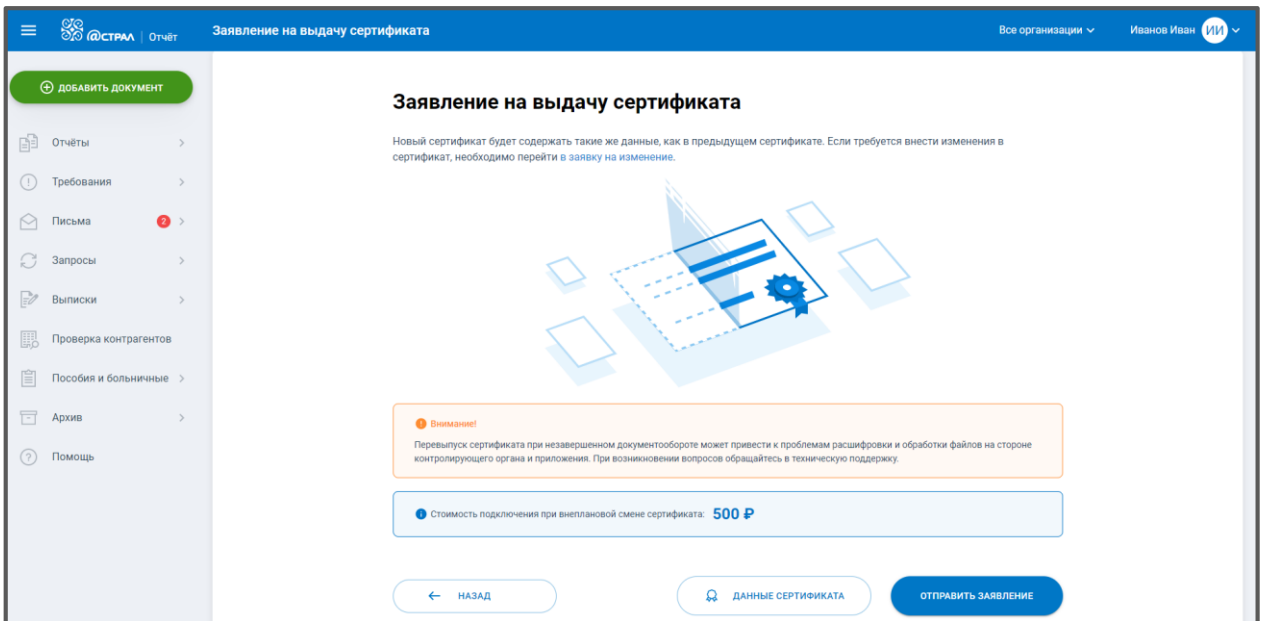 @СТРАЛ | Отчёт
Заявление на выдачу сертификата
Все организации
Иванов Иван
ИИ
ДОБАВИТЬ ДОКУМЕНТ
Отчёты
Требования
Письма
2
Запросы
Выписки
Проверка контрагентов
Пособия и больничные
Архив
Помощь
Заявление на выдачу сертификата
Новый сертификат будет содержать такие же данные, как в предыдущем сертификате. Если требуется внести изменения в
сертификат, необходимо перейти в заявку на изменение.
Внимание!
Перевыпуск сертификата при незавершенном документообороте может привести к проблемам расшифровки и обработки файлов на стороне
контролирующего органа и приложения. При возникновении вопросов обращайтесь в техническую поддержку.
Стоимость подключения при внеплановой смене сертификата: 500 ₽
НАЗАД
ДАННЫЕ СЕРТИФИКАТА
ОТПРАВИТЬ ЗАЯВЛЕНИЕ